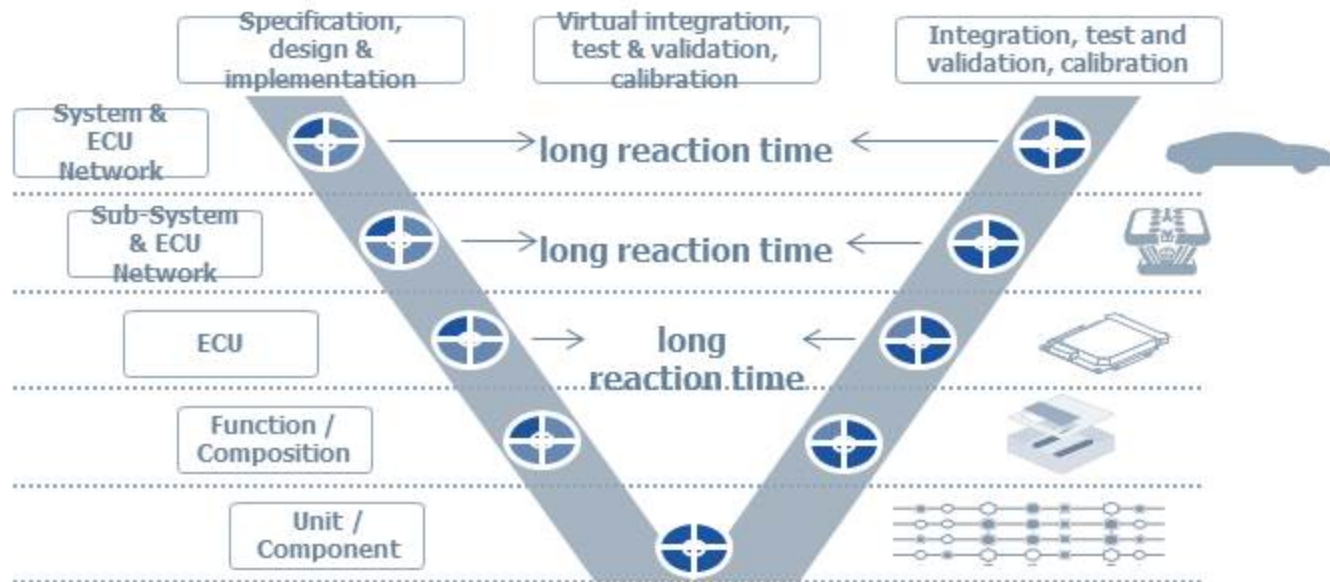 Specification,
design &
implementation
Virtual integration,
test & validation,
calibration
Integration, test and
validation, calibration
System &
ECU
Network
long reaction time
Sub-System
& ECU
Network
long reaction time
ECU
long
reaction time
Function /
Composition
Unit /
Component